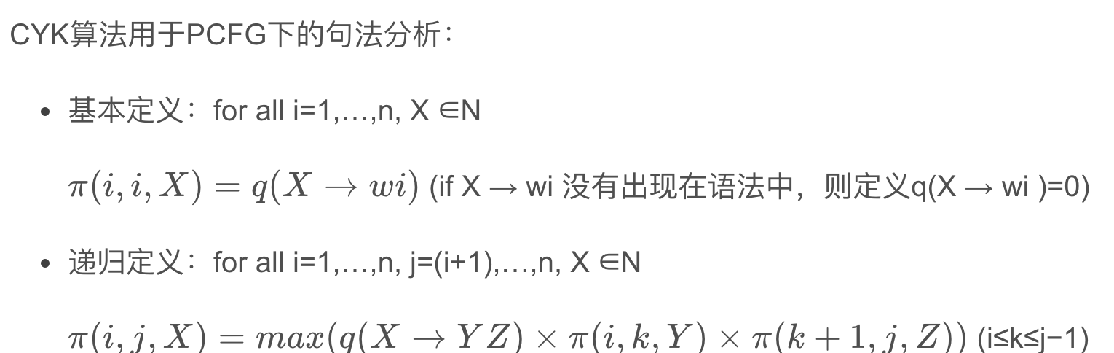 CYK算法用于PCFG下的句法分析：
• 基本定义：for all i=1,…,n, X ∈N
π(i, i, X) = q(X → wi) (if X → wi 没有出现在语法中，则定义q(X → wi )=0)
• 递归定义：for all i=1,…,n, j=(i+1),…,n, X ∈N
π(i, j, X) = max(q(X → Y Z) × π(i, k, Y) × π(k + 1, j, Z)) (i≤k≤j−1)